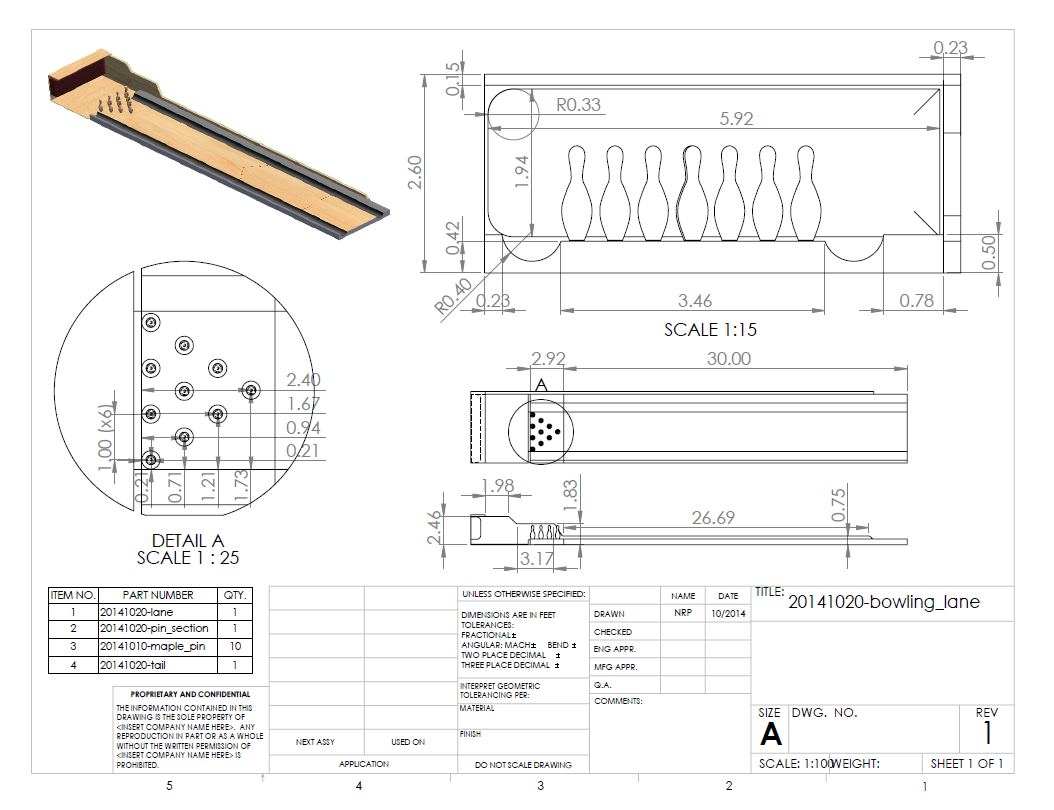 0.23
0.15
R0.33
5.92
2.60
1.94
0.42
0.50
R0.40
0.23
3.46
0.78
SCALE 1:15
2.92
30.00
A
2.40
1.67
0.94
0.21
1.00 (x6)
0.21
0.71
1.21
1.73
DETAIL A
SCALE 1 : 25
1.98
1.83
0.75
2.46
26.69
3.17
ITEM NO. PART NUMBER QTY.
1 20141020-lane 1
2 20141020-pin_section 1
3 20141010-maple_pin 10
4 20141020-tail 1
PROPRIETARY AND CONFIDENTIAL
THE INFORMATION CONTAINED IN THIS
DRAWING IS THE SOLE PROPERTY OF
<INSERT COMPANY NAME HERE>. ANY
REPRODUCTION IN PART OR AS A WHOLE
WITHOUT THE WRITTEN PERMISSION OF
<INSERT COMPANY NAME HERE> IS
PROHIBITED.
NEXT ASSY USED ON
APPLICATION
UNLESS OTHERWISE SPECIFIED:
DIMENSIONS ARE IN FEET
TOLERANCES:
FRACTIONAL±
ANGULAR: MACH± BEND ±
TWO PLACE DECIMAL ±
THREE PLACE DECIMAL ±
INTERPRET GEOMETRIC
TOLERANCING PER:
MATERIAL
FINISH
DO NOT SCALE DRAWING
NAME DATE
DRAWN NRP 10/2014
CHECKED
ENG APPR.
MFG APPR.
Q.A.
COMMENTS:
TITLE:
20141020-bowling_lane
SIZE DWG. NO. REV
A 1
SCALE: 1:100 WEIGHT: SHEET 1 OF 1
5 4 3 2 1